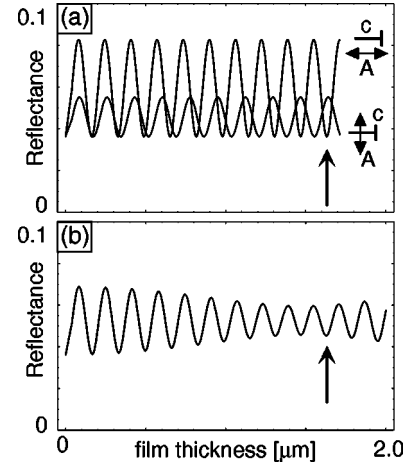 0.1
(a)
Reflectance
0
C
A
C
A
0.1
(b)
Reflectance
0
0
film thickness [μm]
2.0